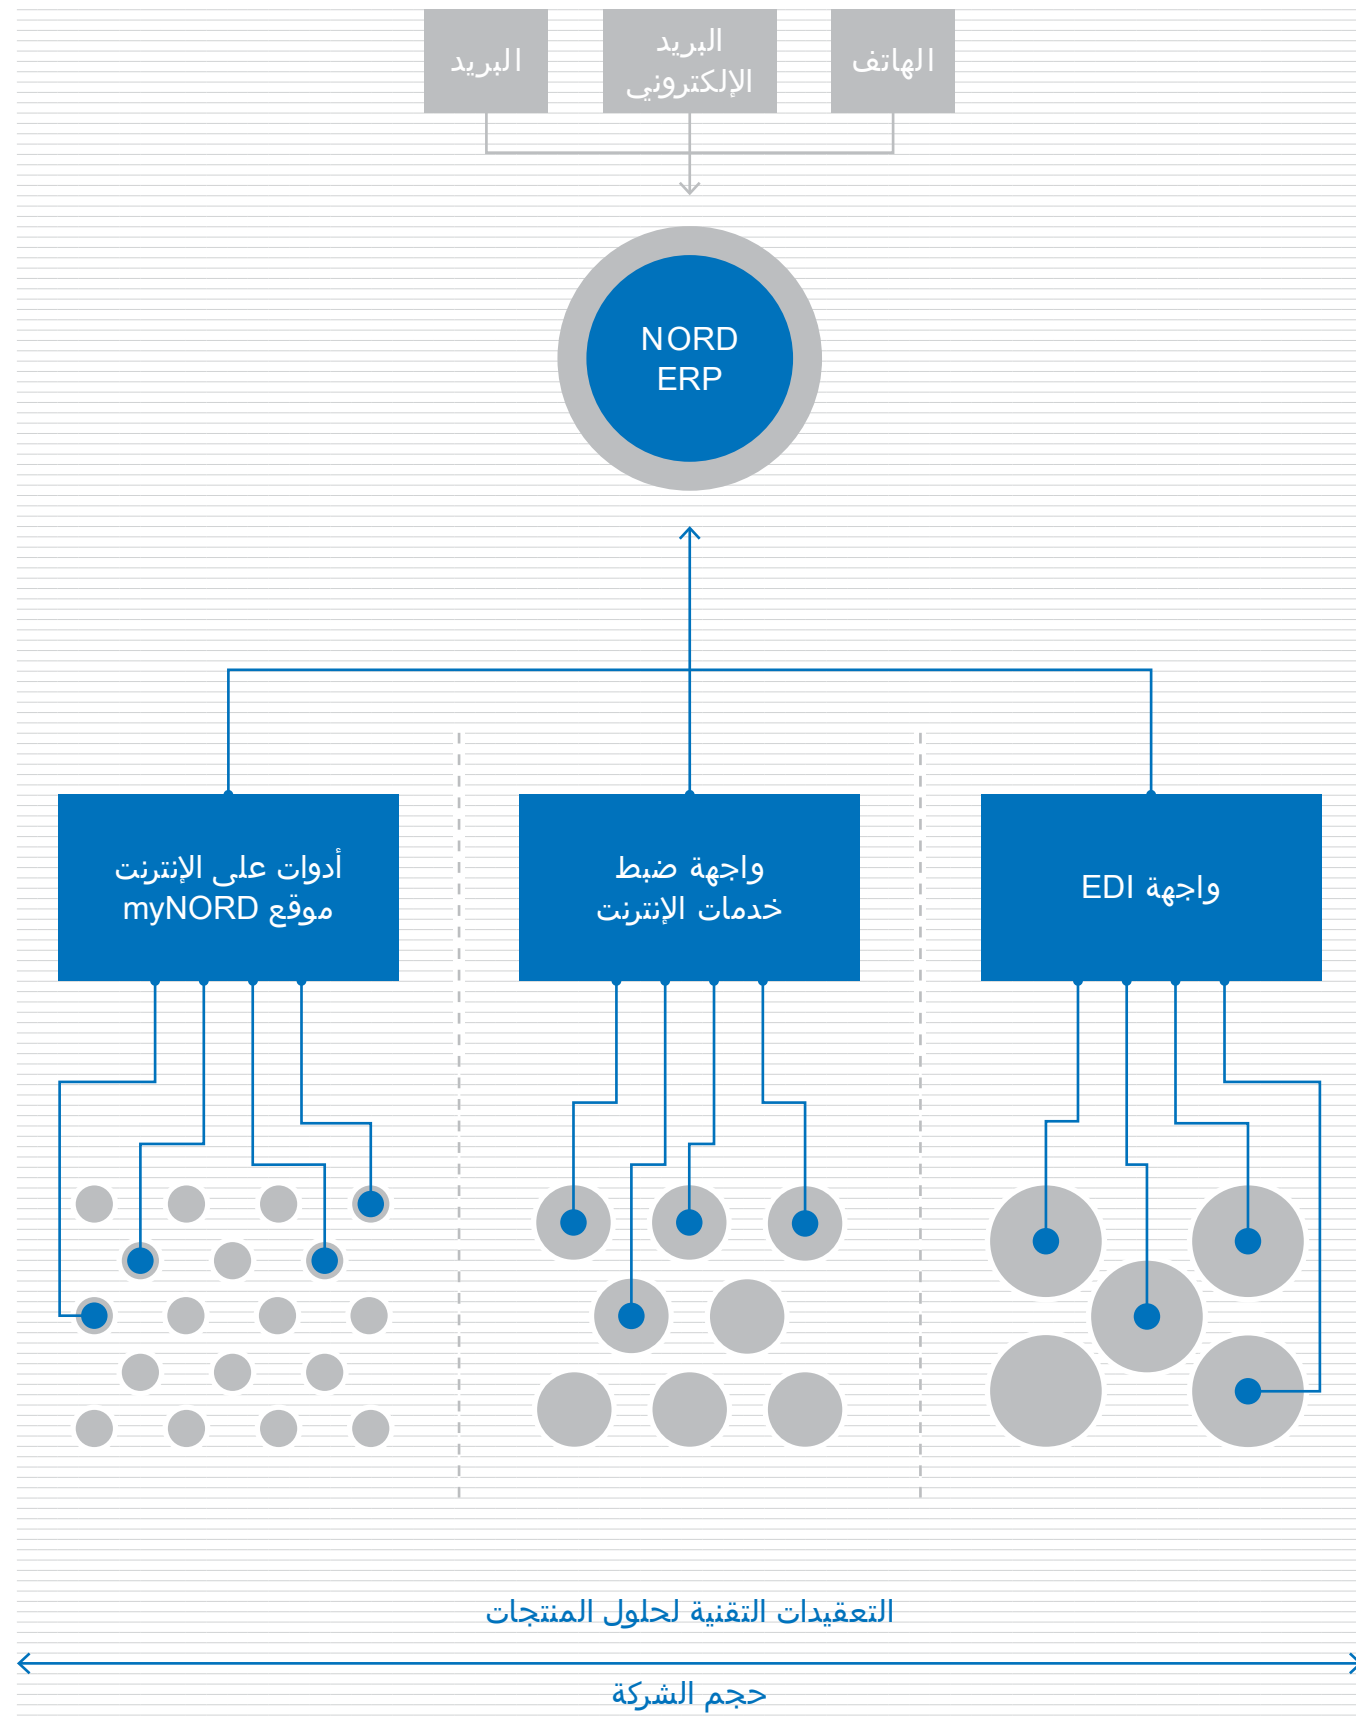 الهاتف
البريد
الإلكتروني
البريد
NORD
ERP
واجهة EDI
واجهة ضبط
خدمات الإنترنت
أدوات على الإنترنت
موقع myNORD
التعقيدات التقنية لحلول المنتجات
حجم الشركة